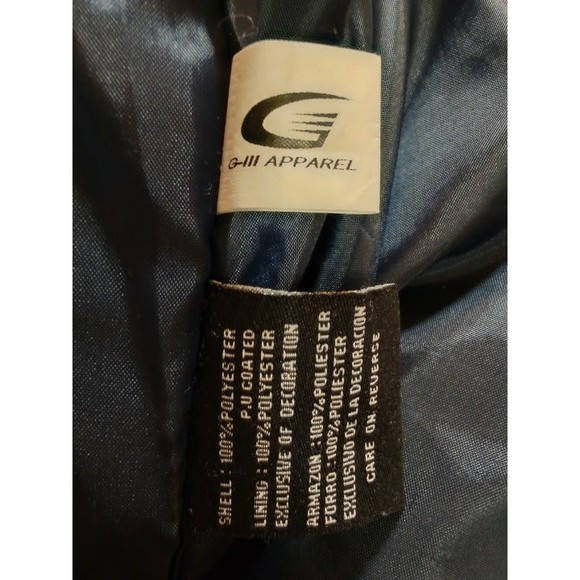 G-III APPAREL
SHELL : 100% POLYESTER
PU COATED
LINING : 100% POLYESTER
EXCLUSIVE OF DECORATION
ARMAZON : 100% POLIESTER
FORRO : 100% POLIESTER
EXCLUSIVO DE LA DECORACION
CARE ON REVERSE